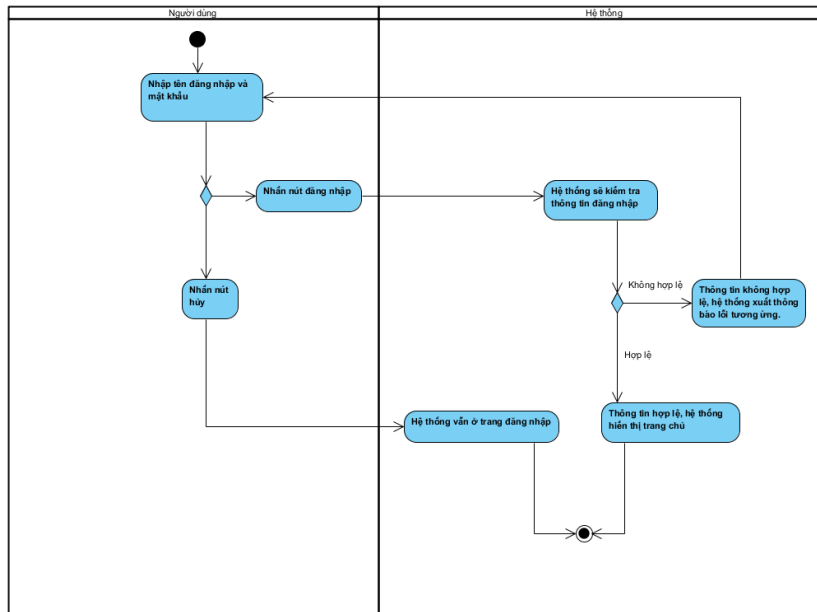 Người dùng
Hệ thống
Nhập tên đăng nhập và
mật khẩu
Nhấn nút đăng nhập
Hệ thống sẽ kiểm tra
thông tin đăng nhập
Nhấn nút
hủy
Không hợp lệ
Thông tin không hợp
lệ, hệ thống xuất thông
báo lỗi tương ứng.
Hợp lệ
Hệ thống vẫn ở trang đăng nhập
Thông tin hợp lệ, hệ thống
hiển thị trang chủ